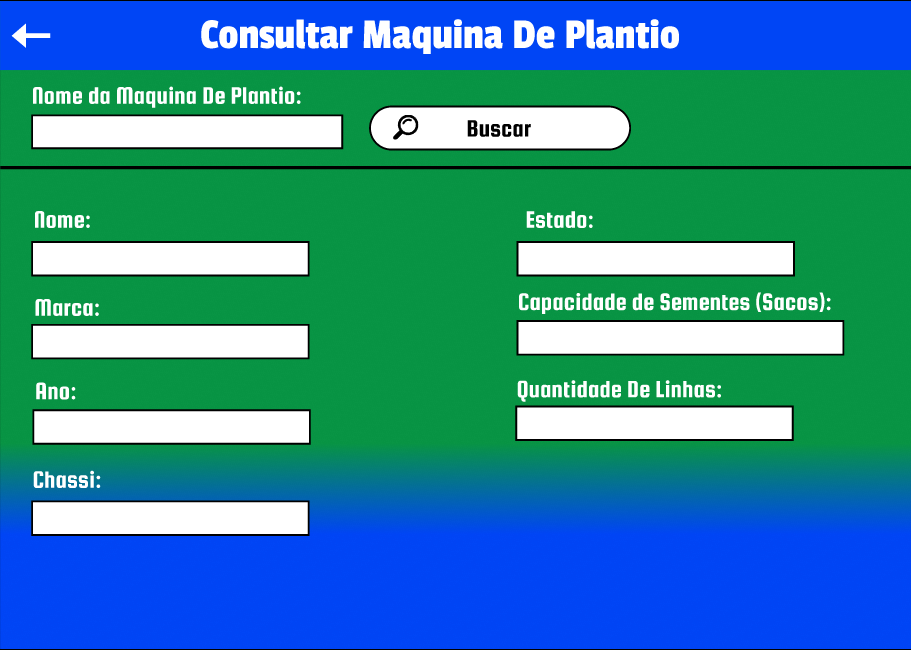 Consultar Maquina De Plantio
Nome da Maquina De Plantio:
Buscar
Nome:
Estado:
Marca:
Capacidade de Sementes (Sacos):
Ano:
Quantidade De Linhas:
Chassi: